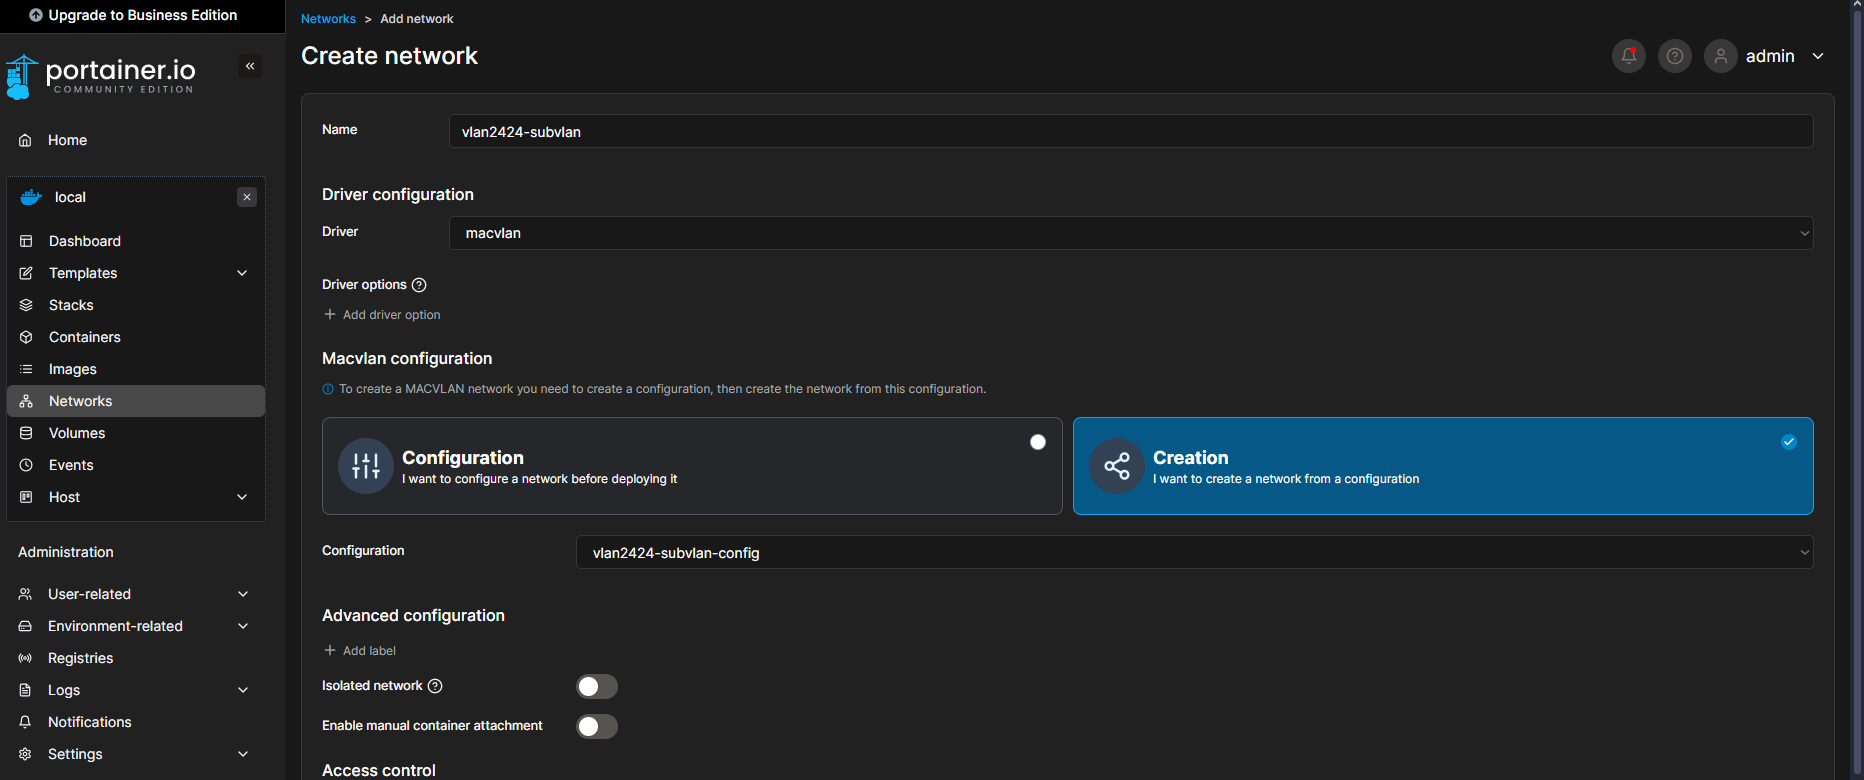 Upgrade to Business Edition
portainer.io
COMMUNITY EDITION
Home
local
Dashboard
Templates
Stacks
Containers
Images
Networks
Volumes
Events
Host
Administration
User-related
Environment-related
Registries
Logs
Notifications
Settings
Networks > Add network
Create network
admin
Name
vlan2424-subvlan
Driver configuration
Driver
macvlan
Driver options
Add driver option
Macvlan configuration
To create a MACVLAN network you need to create a configuration, then create the network from this configuration.
Configuration
I want to configure a network before deploying it
Creation
I want to create a network from a configuration
Configuration
vlan2424-subvlan-config
Advanced configuration
Add label
Isolated network
Enable manual container attachment
Access control